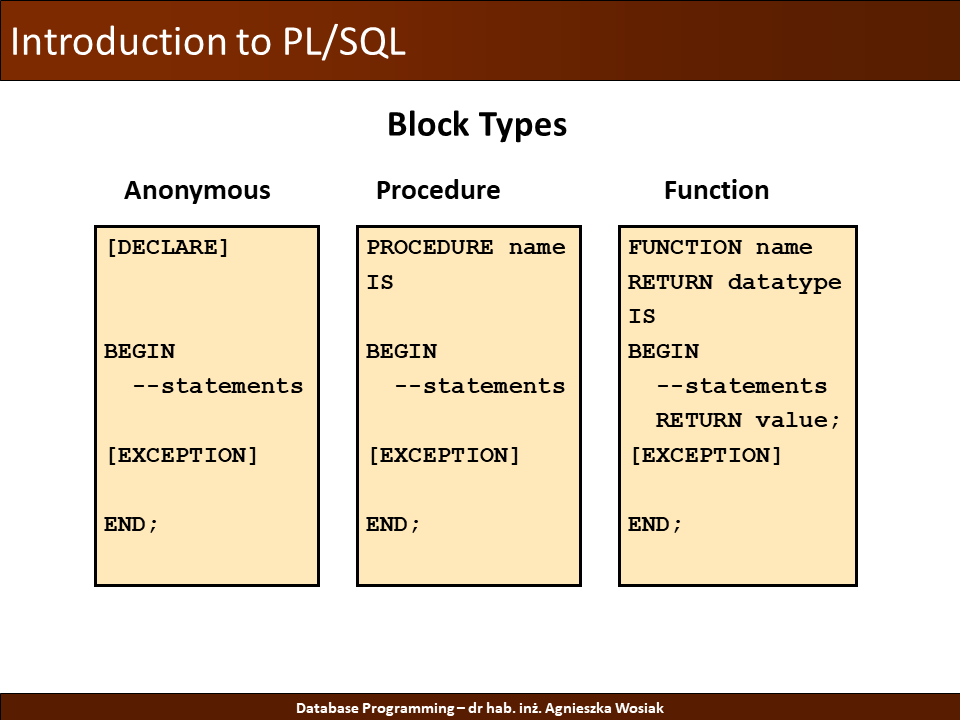 Introduction to PL/SQL
Block Types
Anonymous
[DECLARE]
BEGIN
--statements
[EXCEPTION]
END;
Procedure
PROCEDURE name
IS
BEGIN
--statements
[EXCEPTION]
END;
Function
FUNCTION name
RETURN datatype
IS
BEGIN
--statements
RETURN value;
[EXCEPTION]
END;
Database Programming – dr hab. inż. Agnieszka Wosiak